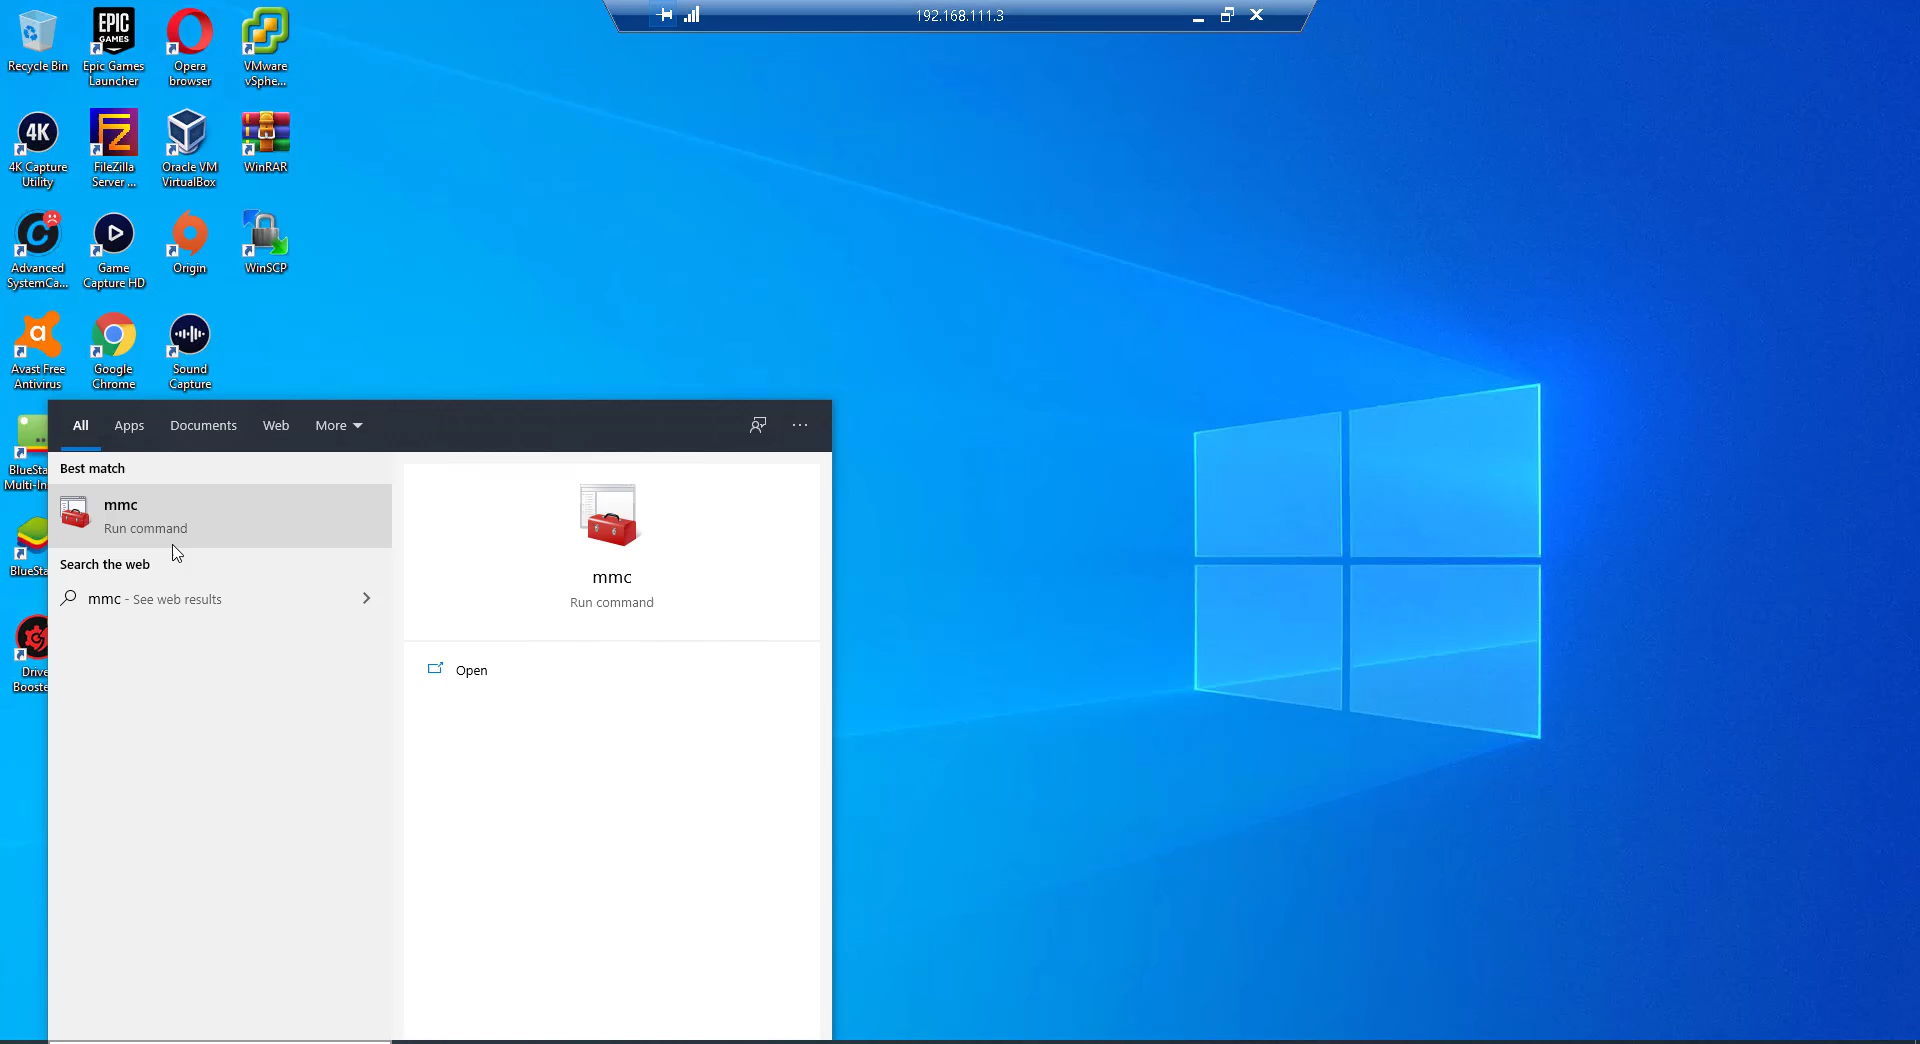 192.168.111.3
Recycle Bin
EPIC
GAMES
Epic Games
Launcher
Opera
browser
VMware
vSphe...
4K
4K Capture
Utility
FileZilla
Server ...
Oracle VM
VirtualBox
WinRAR
Advanced
SystemCa...
Game
Capture HD
Origin
WinSCP
Avast Free
Antivirus
Google
Chrome
Sound
Capture
BlueSta
Multi-In
BlueSta
Drive
Booste
All
Apps
Documents
Web
More
Best match
mmc
Run command
Search the web
mmc - See web results
mmc
Run command
Open